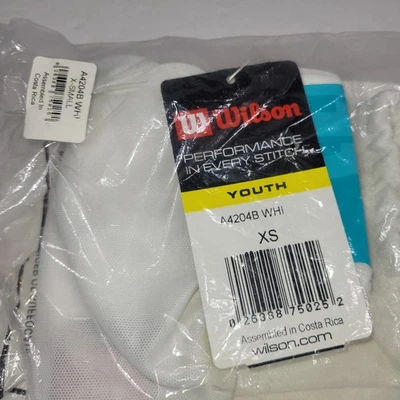 A4204B WHI
X-SMALL
Assembled In
Costa Rica
W Wilson
PERFORMANCE
IN EVERY STITCH
YOUTH
A4204B WHI
XS
0 26388 75025 2
Assembled in Costa Rica
wilson.com